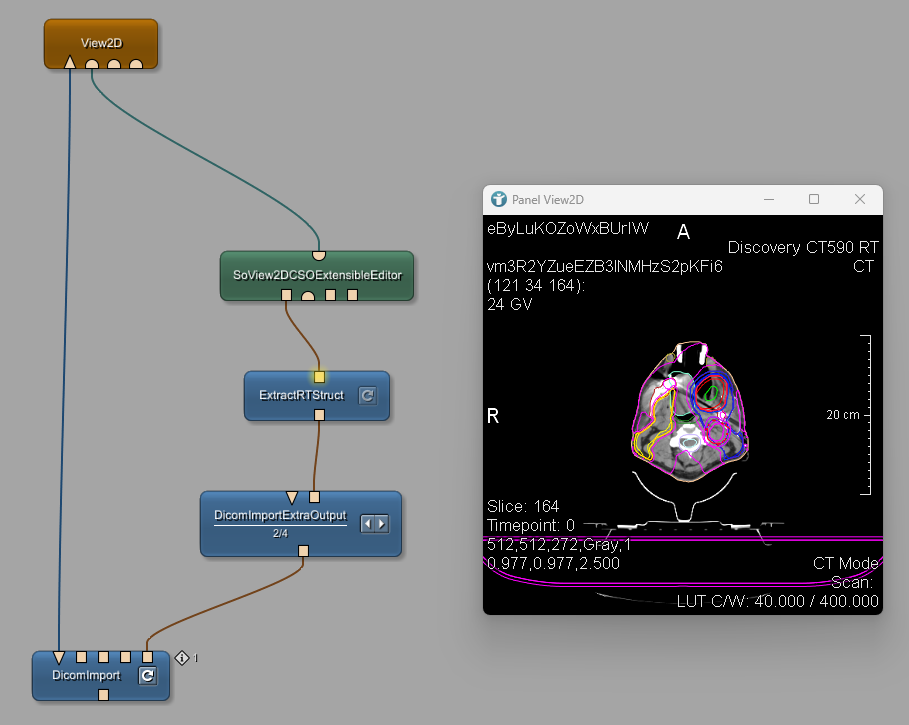 View2D
SoView2DCSOExtensibleEditor
ExtractRTStruct
DicomImportExtraOutput
2/4
DicomImport
1
Panel View2D
eByLuKOZoWxBUrIW
A
Discovery CT590 RT
vm3R2YZueEZB3lNMHzS2pKFi6
CT
(121 34 164):
24 GV
R
20 cm
Slice: 164
Timepoint: 0
512,512,272,Gray,1
0.977,0.977,2.500
CT Mode
Scan:
LUT C/W: 40.000 / 400.000